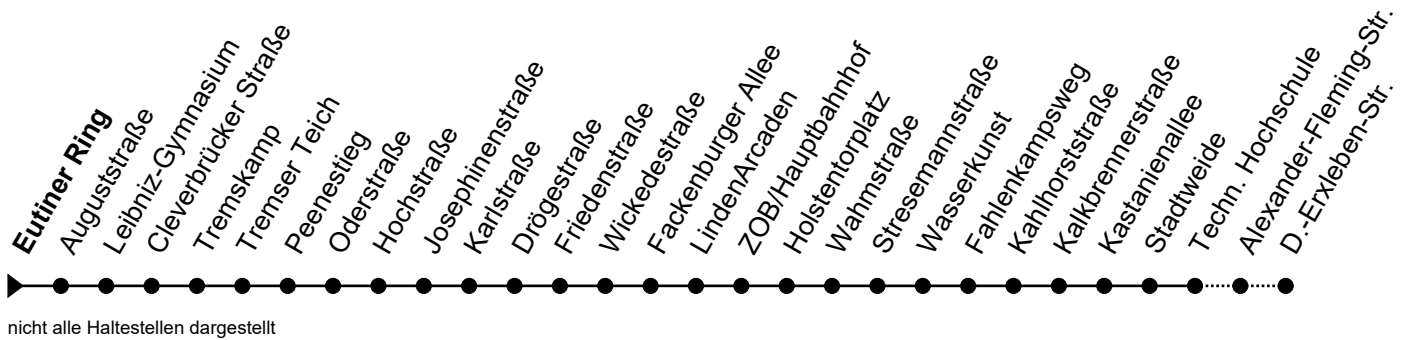 Eutiner Ring
Auguststraße
Leibniz-Gymnasium
Cleverbrücker Straße
Tremskamp
Tremser Teich
Peenestieg
Oderstraße
Hochstraße
Josephinenstraße
Karlstraße
Drögestraße
Friedenstraße
Wickedestraße
Fackenburger Allee
LindenArcaden
ZOB/Hauptbahnhof
Holstentorplatz
Wahmstraße
Stresemannstraße
Wasserkunst
Fahlenkampsweg
Kahlhorststraße
Kalkbrennerstraße
Kastanienallee
Stadtweide
Techn. Hochschule
Alexander-Fleming-Str.
D.-Erxleben-Str.
nicht alle Haltestellen dargestellt